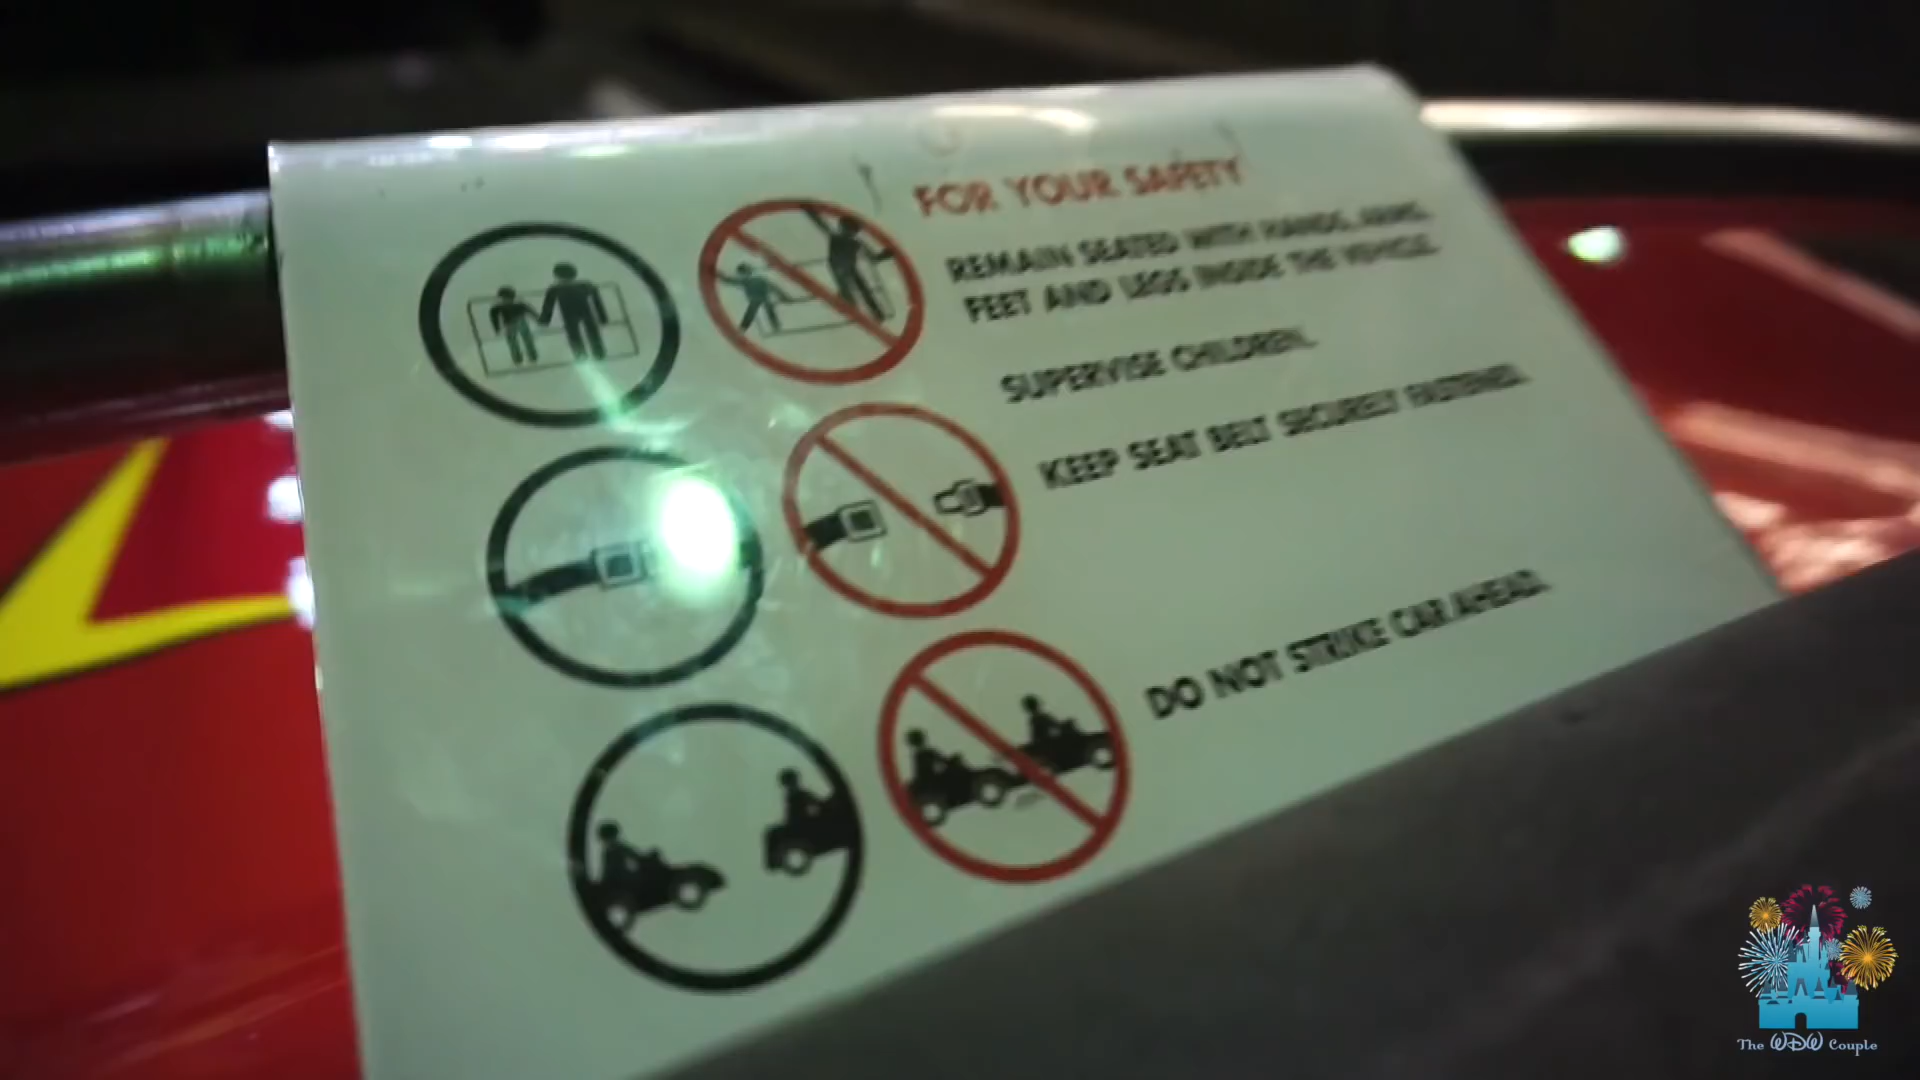 FOR YOUR SAFETY
REMAIN SEATED WITH HANDS, ARMS,
FEET AND LEGS INSIDE THE VEHICLE.
SUPERVISE CHILDREN.
KEEP SEAT BELT SECURELY FASTENED.
DO NOT STRIKE CAR AHEAD.
The WDW Couple